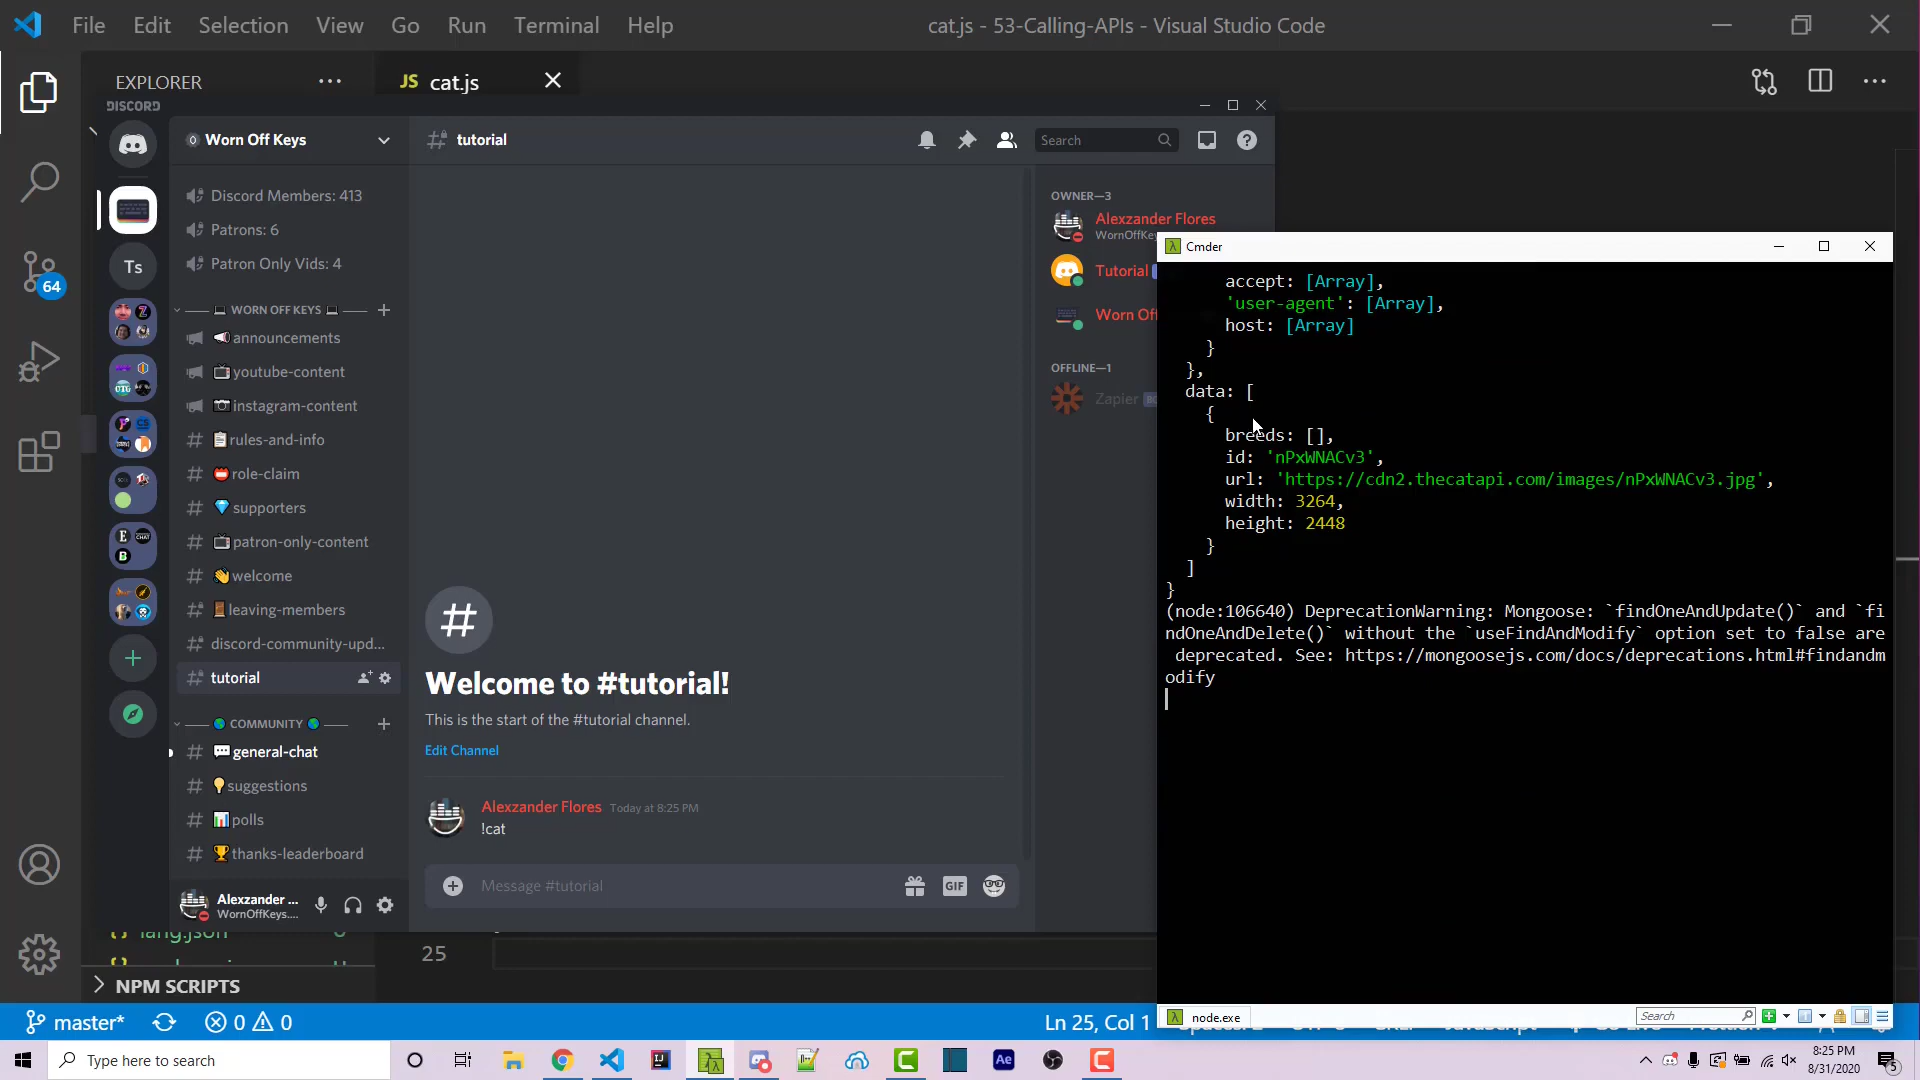 File Edit Selection View Go Run Terminal Help
cat.js - 53-Calling-APIs - Visual Studio Code
EXPLORER
JS cat.js
DISCORD
Worn Off Keys
tutorial
Search
Discord Members: 413
Patrons: 6
Patron Only Vids: 4
Ts
WORN OFF KEYS
announcements
youtube-content
instagram-content
rules-and-info
role-claim
supporters
patron-only-content
welcome
leaving-members
discord-community-upd...
tutorial
COMMUNITY
general-chat
suggestions
polls
thanks-leaderboard
Alexzander ...
WornOffKeys....
64
Welcome to #tutorial!
This is the start of the #tutorial channel.
Edit Channel
Alexzander Flores Today at 8:25 PM
!cat
Message #tutorial
GIF
OWNER—3
Alexzander Flores
WornOffKey
Tutorial
Worn Off
OFFLINE—1
Zapier
Cmder
accept: [Array],
'user-agent': [Array],
host: [Array]
}
},
data: [
{
breeds: [],
id: 'nPxWNACv3',
url: 'https://cdn2.thecatapi.com/images/nPxWNACv3.jpg',
width: 3264,
height: 2448
}
]
}
(node:106640) DeprecationWarning: Mongoose: `findOneAndUpdate()` and `fi
ndOneAndDelete()` without the `useFindAndModify` option set to false are
deprecated. See: https://mongoosejs.com/docs/deprecations.html#findandm
odify
node.exe
Search
lang.json
25
NPM SCRIPTS
master*
0 0
Ln 25, Col 1
Type here to search
Ae
8:25 PM
8/31/2020
5